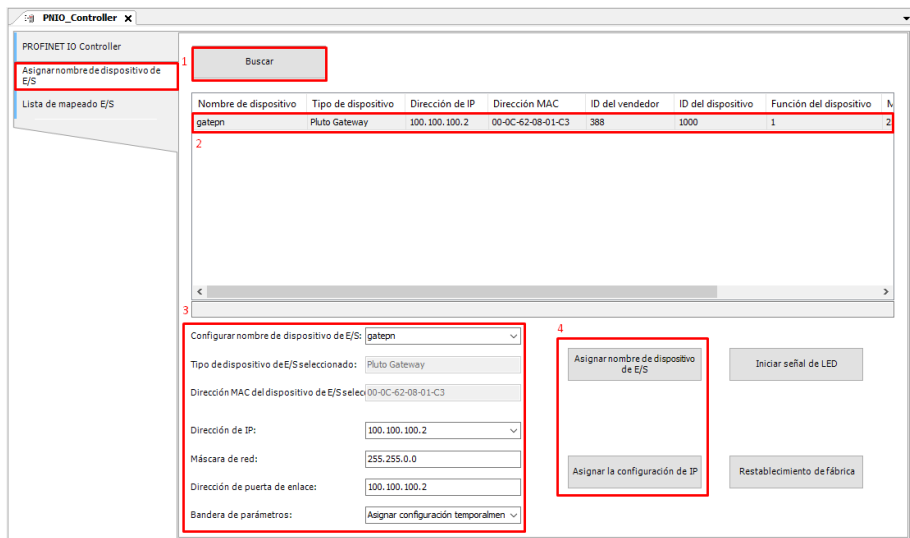 PNIO_Controller
PROFINET IO Controller
Asignar nombre de dispositivo de
E/S
Lista de mapeado E/S
1
Buscar
Nombre de dispositivo Tipo de dispositivo Dirección de IP Dirección MAC ID del vendedor ID del dispositivo Función del dispositivo
gatepn Pluto Gateway 100.100.100.2 00-0C-62-08-01-C3 388 1000 1 2
2
3
Configurar nombre de dispositivo de E/S: gatepn
Tipo de dispositivo de E/S seleccionado: Pluto Gateway
Dirección MAC del dispositivo de E/S selec 00-0C-62-08-01-C3
Dirección de IP: 100.100.100.2
Máscara de red: 255.255.0.0
Dirección de puerta de enlace: 100.100.100.2
Bandera de parámetros: Asignar configuración temporalmen
4
Asignar nombre de dispositivo
de E/S
Iniciar señal de LED
Asignar la configuración de IP
Restablecimiento de fábrica